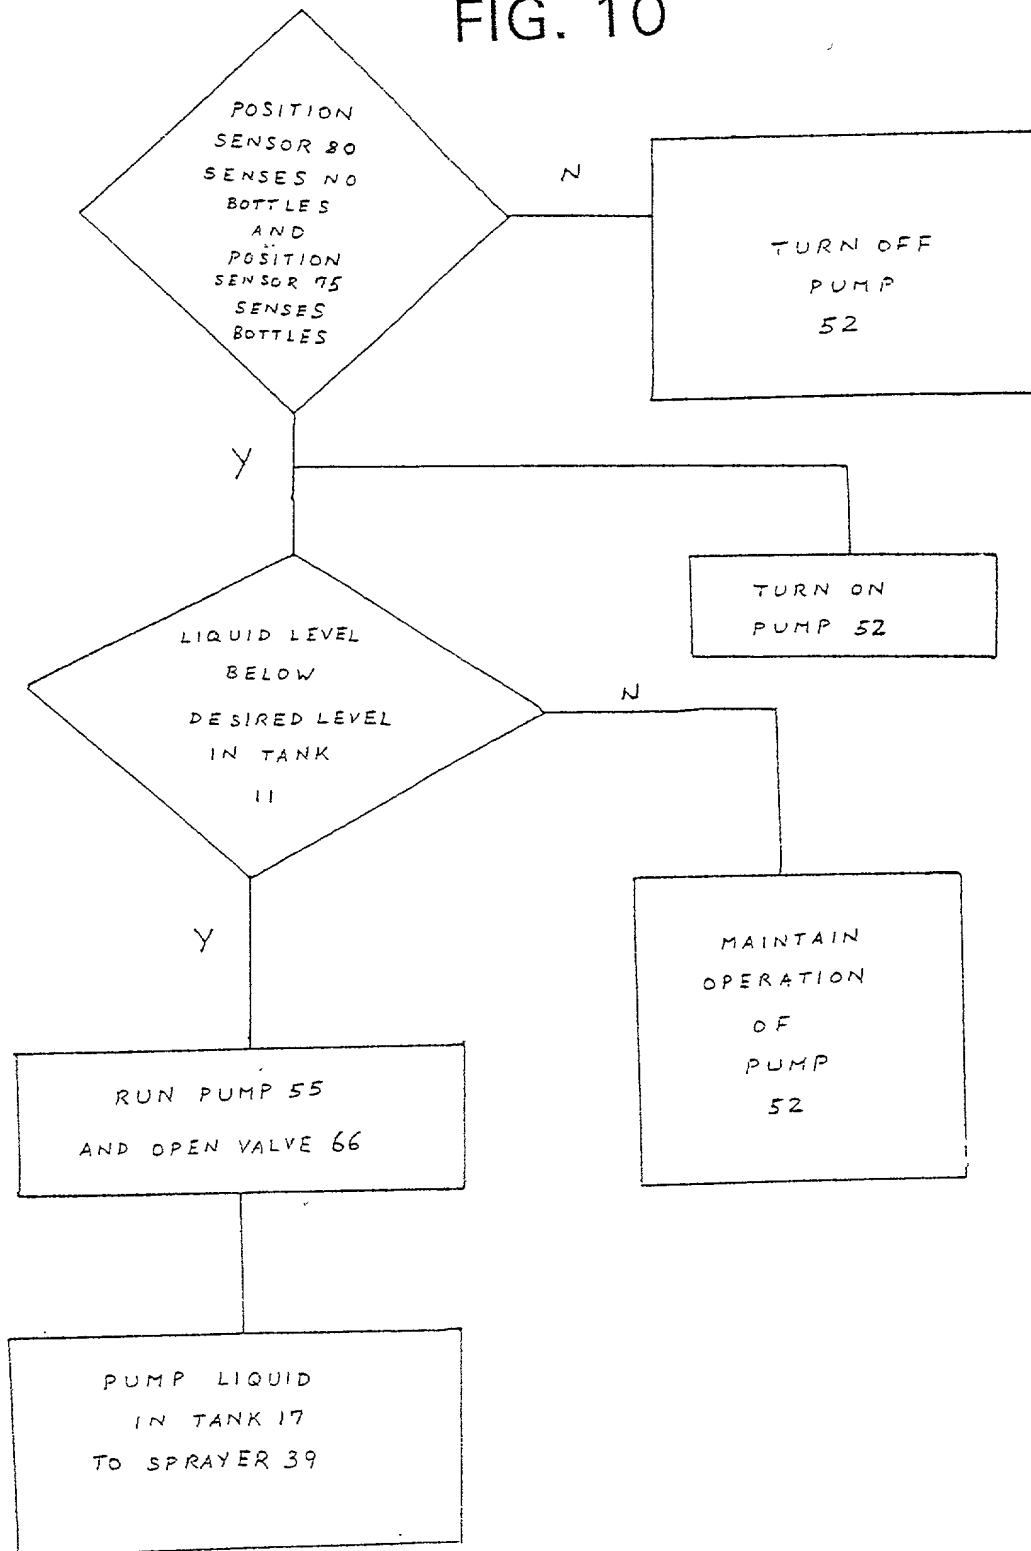 FIG. 10
POSITION
SENSOR 80
SENSES NO
BOTTLES
AND
POSITION
SENSOR 75
SENSES
BOTTLES
N
TURN OFF
PUMP
52
Y
TURN ON
PUMP 52
LIQUID LEVEL
BELOW
DESIRED LEVEL
IN TANK
11
N
Y
MAINTAIN
OPERATION
OF
PUMP
52
RUN PUMP 55
AND OPEN VALVE 66
PUMP LIQUID
IN TANK 17
TO SPRAYER 39